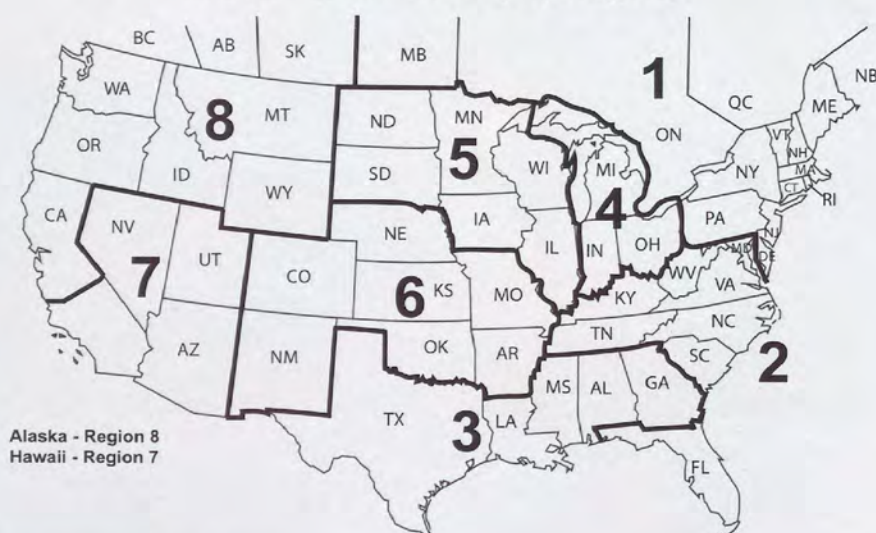 BC
AB
SK
MB
1
NB
WA
8
MT
ND
MN
QC
ME
ON
VT
NH
OR
5
WI
MI
NY
MA
ID
SD
CT
RI
WY
4
PA
CA
NV
IA
NJ
NE
IL
IN
OH
MD
DE
7
UT
CO
WV
KS
MO
VA
6
KY
NC
TN
AZ
NM
OK
AR
SC
2
MS
AL
GA
TX
3
LA
Alaska - Region 8
Hawaii - Region 7
FL